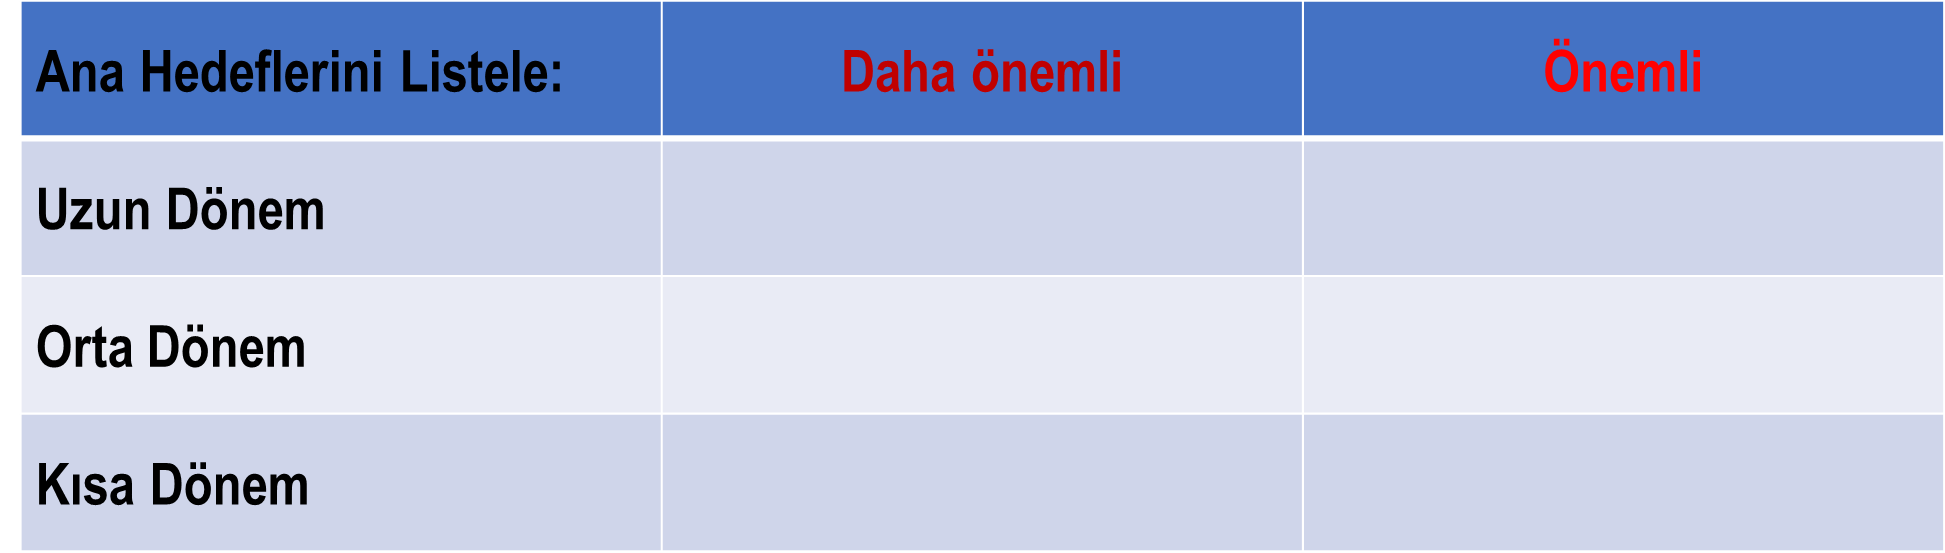 Ana Hedeflerini Listele:
Daha önemli
Önemli
Uzun Dönem
Orta Dönem
Kısa Dönem